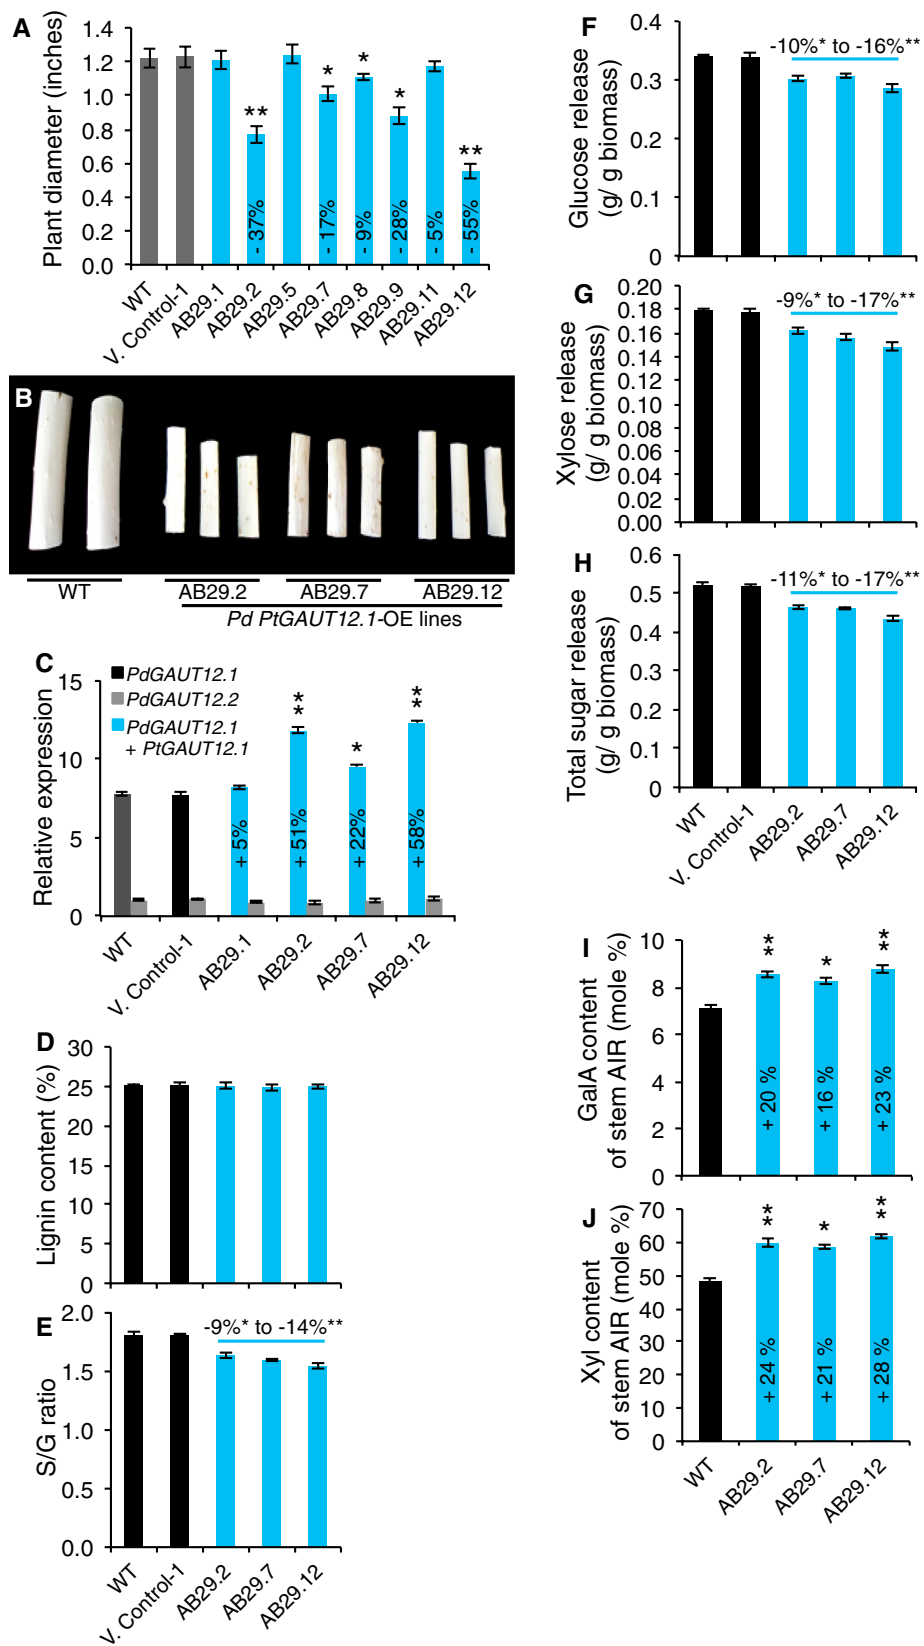 A
Plant diameter (inches)
1.4
1.2
1.0
0.8
0.6
0.4
0.2
0.0
**
*
*
*
**
- 37%
- 17%
- 9%
- 28%
- 5%
- 55%
WT
V. Control-1
AB29.1
AB29.2
AB29.5
AB29.7
AB29.8
AB29.9
AB29.11
AB29.12
B
WT
AB29.2
AB29.7
AB29.12
Pd PtGAUT12.1-OE lines
C
Relative expression
PdGAUT12.1
PdGAUT12.2
PdGAUT12.1
+ PtGAUT12.1
15
10
5
0
**
*
**
+ 5%
+ 51%
+ 22%
+ 58%
WT
V. Control-1
AB29.1
AB29.2
AB29.7
AB29.12
D
Lignin content (%)
30
25
20
15
10
5
0
E
S/G ratio
2.0
1.5
1.0
0.5
0.0
-9%* to -14%**
WT
V. Control-1
AB29.2
AB29.7
AB29.12
F
Glucose release
(g/ g biomass)
0.4
0.3
0.2
0.1
0
-10%* to -16%**
G
Xylose release
(g/ g biomass)
0.20
0.18
0.16
0.14
0.12
0.10
0.08
0.06
0.04
0.02
0.00
-9%* to -17%**
H
Total sugar release
(g/ g biomass)
0.6
0.5
0.4
0.3
0.2
0.1
0
-11%* to -17%**
WT
V. Control-1
AB29.2
AB29.7
AB29.12
I
GalA content
of stem AIR (mole %)
10
8
6
4
2
0
**
*
**
+ 20 %
+ 16 %
+ 23 %
J
Xyl content
of stem AIR (mole %)
70
60
50
40
30
20
10
0
**
*
**
+ 24 %
+ 21 %
+ 28 %
WT
AB29.2
AB29.7
AB29.12